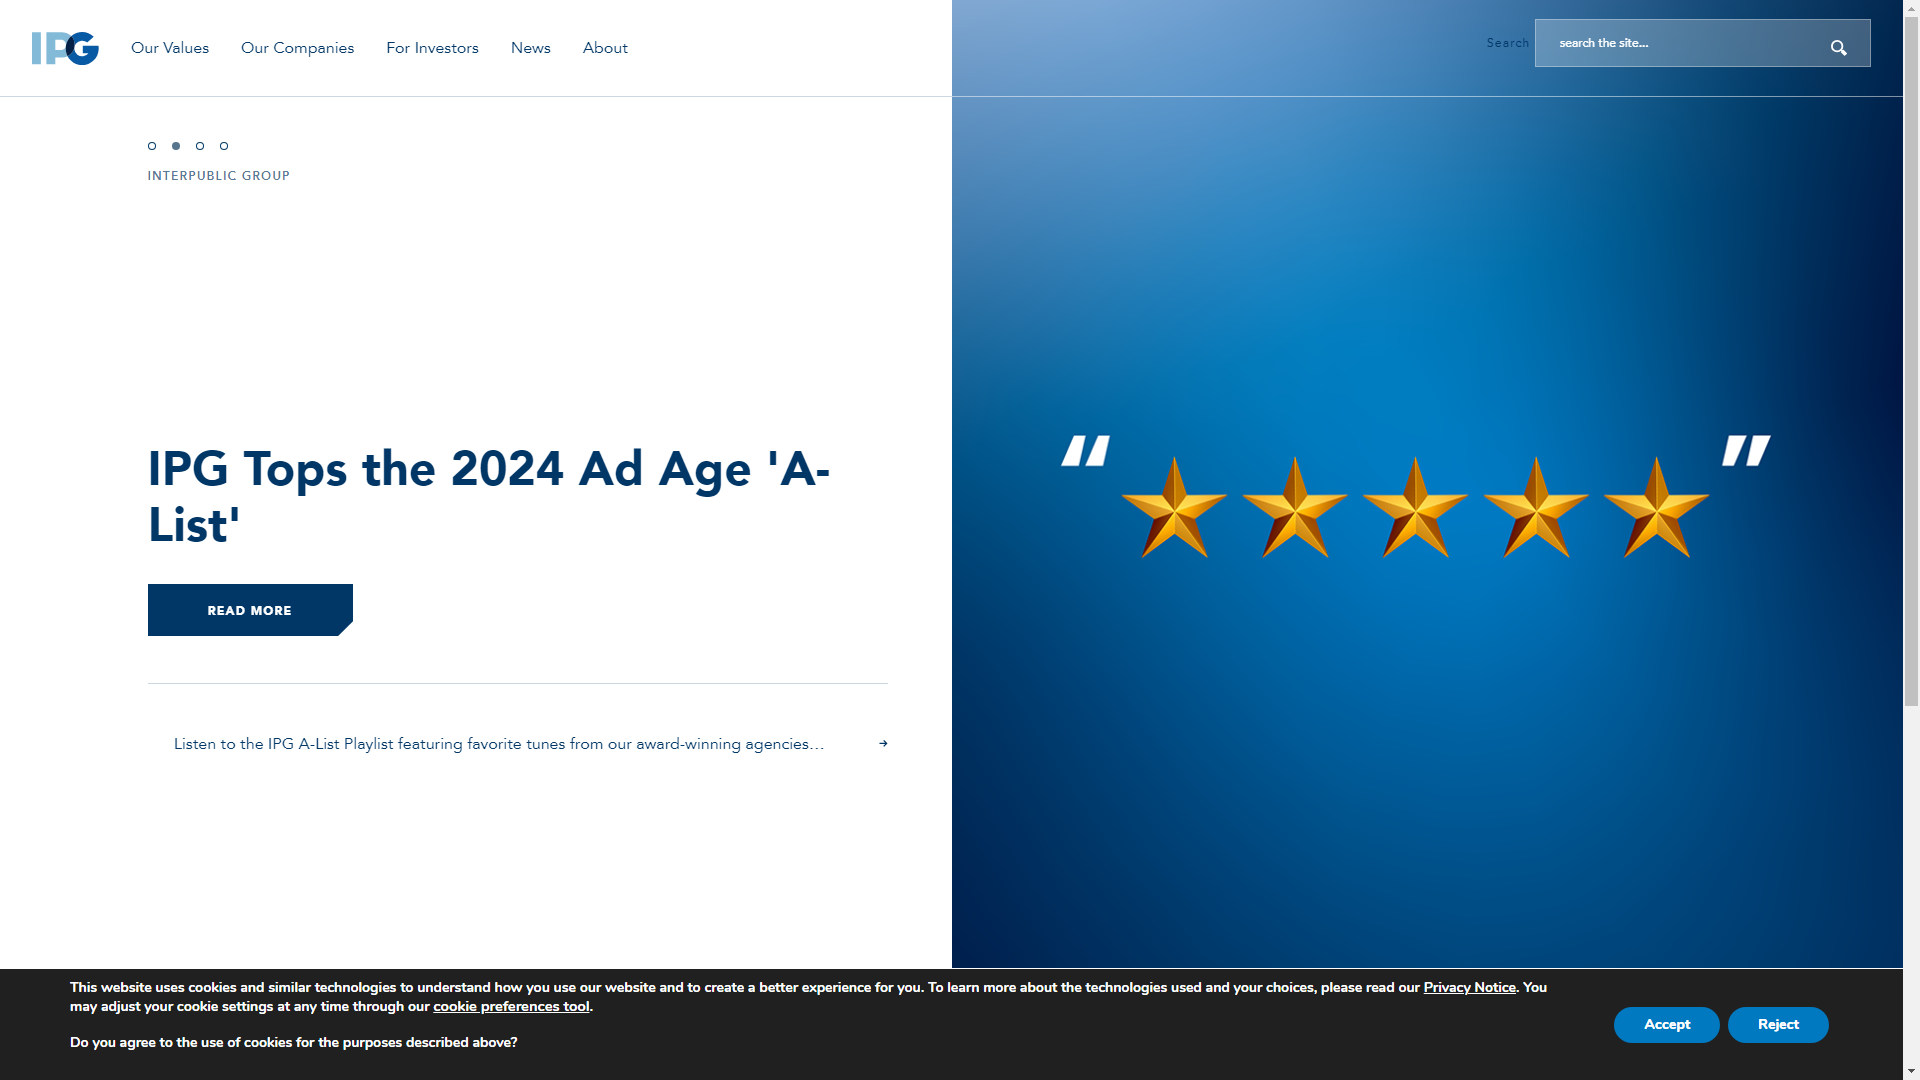 IPG
Our Values
Our Companies
For Investors
News
About
Search
search the site...
INTERPUBLIC GROUP
IPG Tops the 2024 Ad Age 'A-
List'
READ MORE
Listen to the IPG A-List Playlist featuring favorite tunes from our award-winning agencies…
This website uses cookies and similar technologies to understand how you use our website and to create a better experience for you. To learn more about the technologies used and your choices, please read our Privacy Notice. You
may adjust your cookie settings at any time through our cookie preferences tool.
Do you agree to the use of cookies for the purposes described above?
Accept
Reject